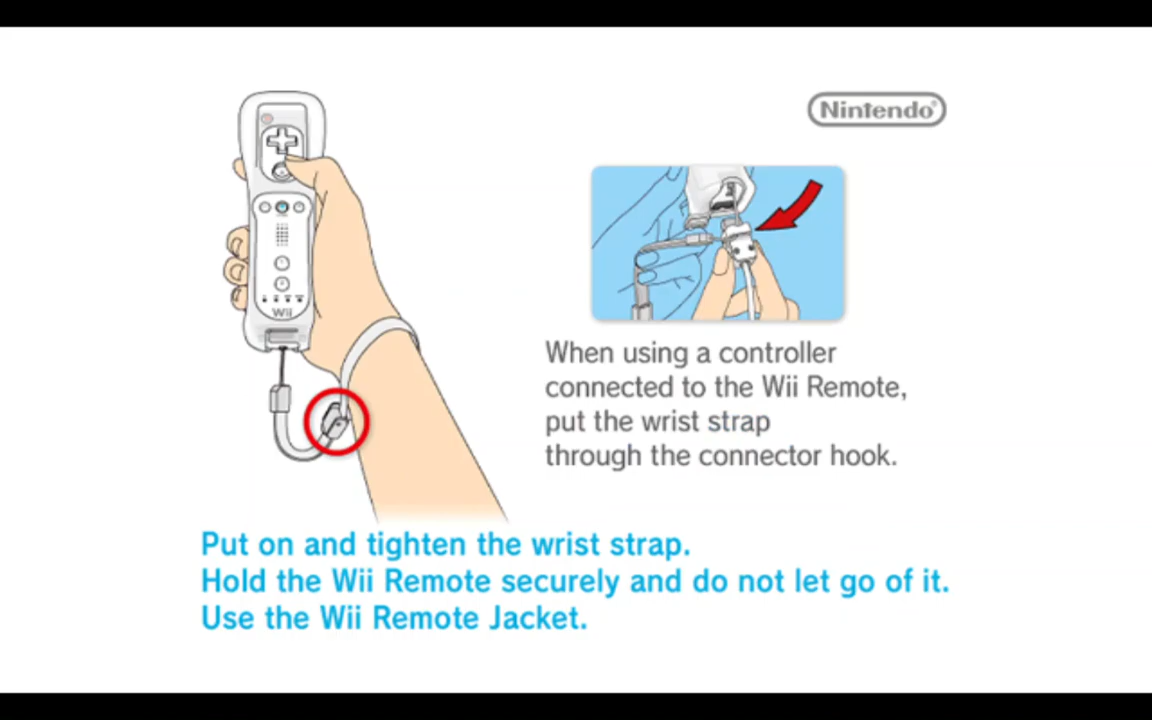 Nintendo®
Wii
When using a controller
connected to the Wii Remote,
put the wrist strap
through the connector hook.
Put on and tighten the wrist strap.
Hold the Wii Remote securely and do not let go of it.
Use the Wii Remote Jacket.